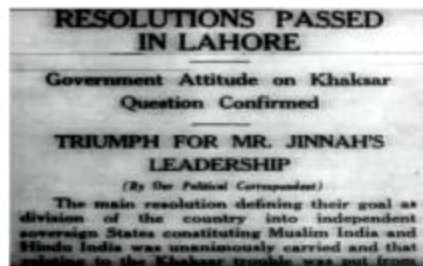 RESOLUTIONS PASSED
IN LAHORE
Government Attitude on Khaksar
Question Confirmed
TRIUMPH FOR MR. JINNAH'S
LEADERSHIP
(By Our Political Correspondent)
The main resolution defining their goal as
division of the country into independent
sovereign States constituting Muslim India and
Hindu India was unanimously carried and that
relating to the Khaksar trouble was put from